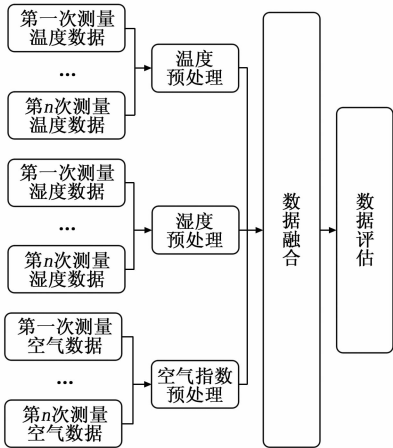 第一次测量
温度数据
...
第n次测量
温度数据
温度
预处理
第一次测量
湿度数据
...
第n次测量
湿度数据
湿度
预处理
第一次测量
空气数据
...
第n次测量
空气数据
空气指数
预处理
数据融合
数据评估